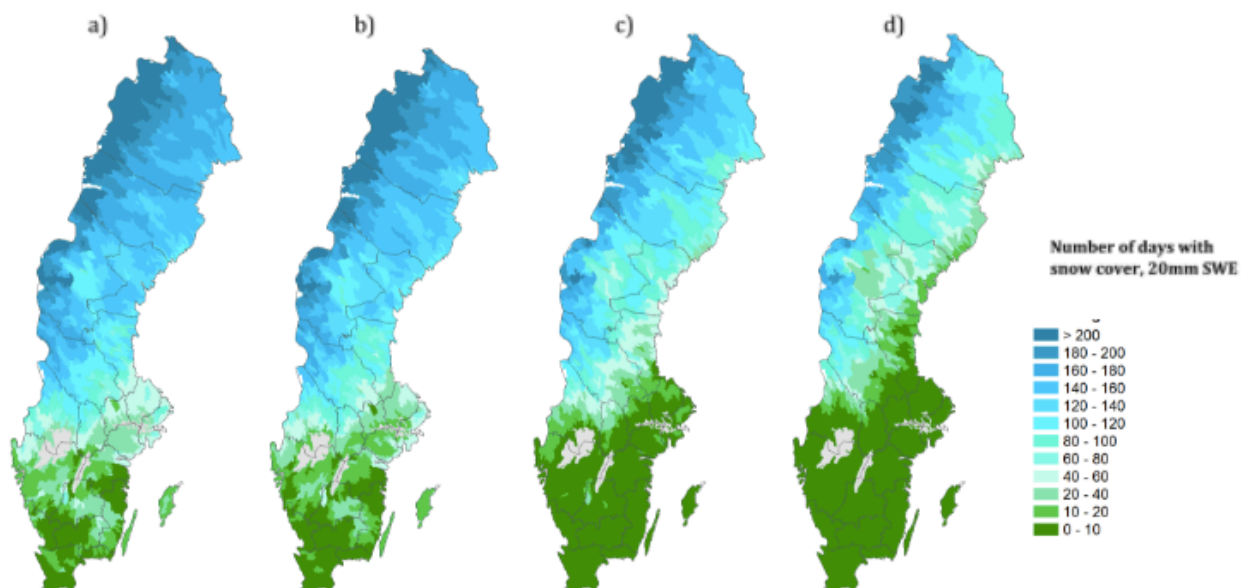 a) b) c) d)
Number of days with
snow cover, 20mm SWE
> 200
180 - 200
160 - 180
140 - 160
120 - 140
100 - 120
80 - 100
60 - 80
40 - 60
20 - 40
10 - 20
0 - 10